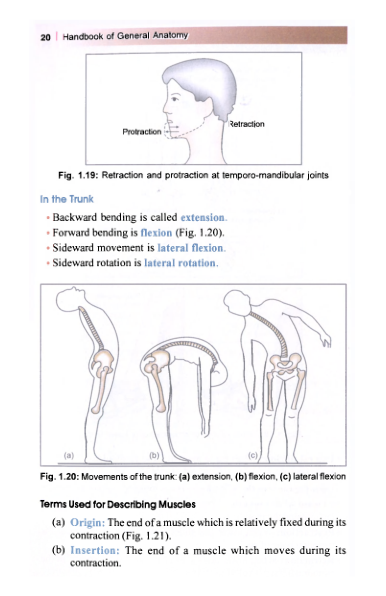 20 | Handbook of General Anatomy
Protraction
Retraction
Fig. 1.19: Retraction and protraction at temporo-mandibular joints
In the Trunk
• Backward bending is called extension.
• Forward bending is flexion (Fig. 1.20).
• Sideward movement is lateral flexion.
• Sideward rotation is lateral rotation.
(a)
(b)
(c)
Fig. 1.20: Movements of the trunk: (a) extension, (b) flexion, (c) lateral flexion
Terms Used for Describing Muscles
(a) Origin: The end of a muscle which is relatively fixed during its
contraction (Fig. 1.21).
(b) Insertion: The end of a muscle which moves during its
contraction.